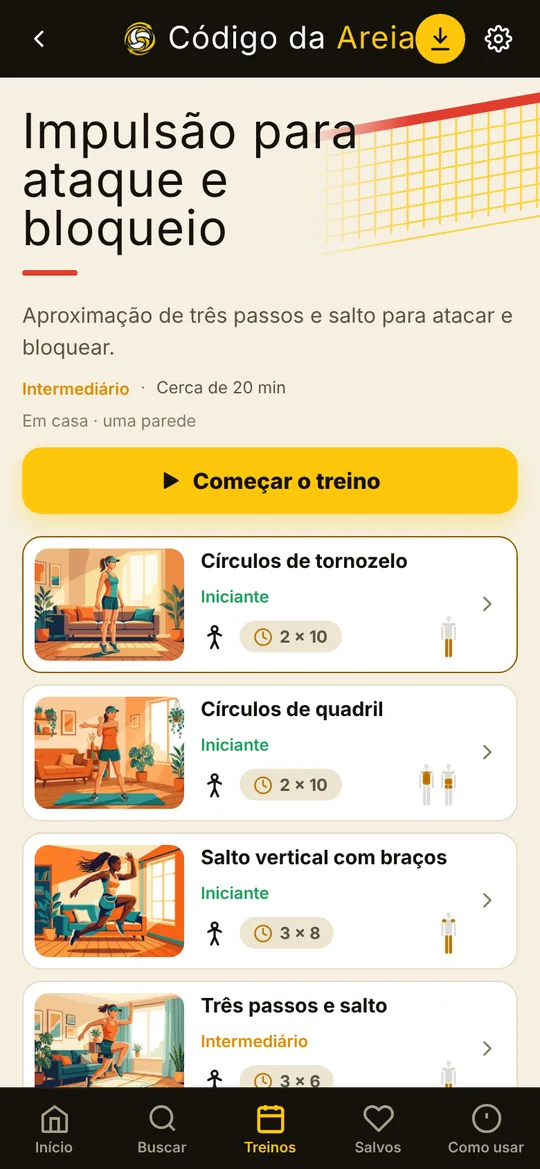 Código da Areia
Impulsão para
ataque e
bloqueio
Aproximação de três passos e salto para atacar e
bloquear.
Intermediário · Cerca de 20 min
Em casa · uma parede
Começar o treino
Círculos de tornozelo
Iniciante
2 × 10
Círculos de quadril
Iniciante
2 × 10
Salto vertical com braços
Iniciante
3 × 8
Três passos e salto
Intermediário
3 × 6
Início
Buscar
Treinos
Salvos
Como usar